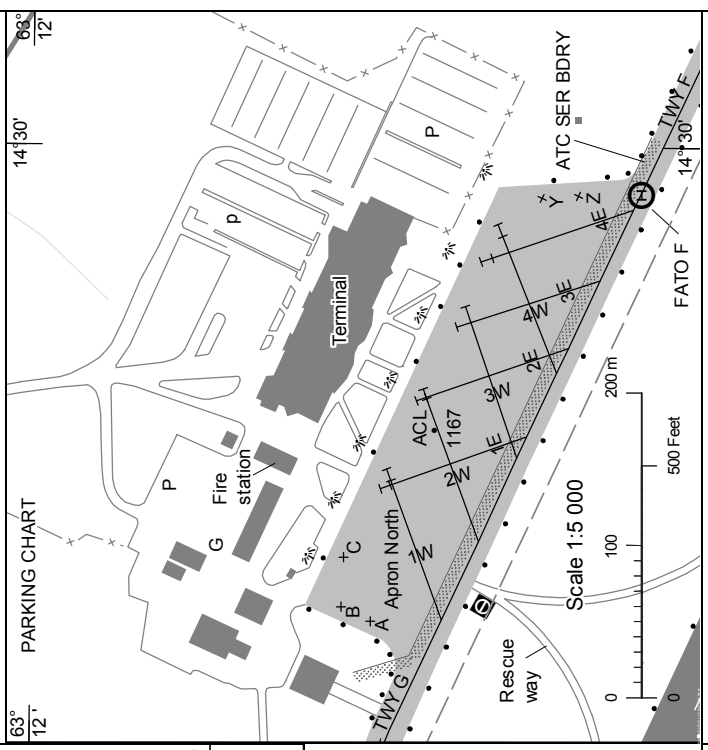 PARKING CHART
63°
12'
63°
12'
14°30'
14°30'
P
G
Fire
station
p
P
Terminal
ATC SER BDRY
TWY F
FATO F
Y
Z
4E
3E
2E
1E
4W
3W
2W
1W
ACL
1167
Apron North
C
B
A
TWY G
H
Rescue
way
Scale 1:5 000
0
100
200 m
0
500 Feet